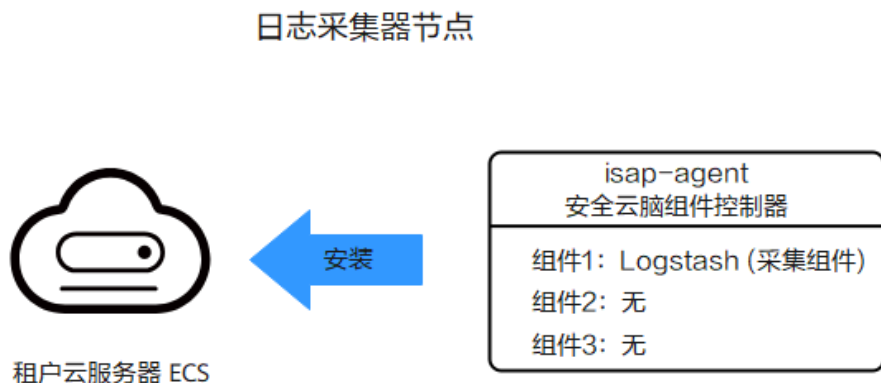 日志采集器节点
isap-agent
安全云脑组件控制器
安装
组件1：Logstash (采集组件)
组件2：无
组件3：无
租户云服务器 ECS